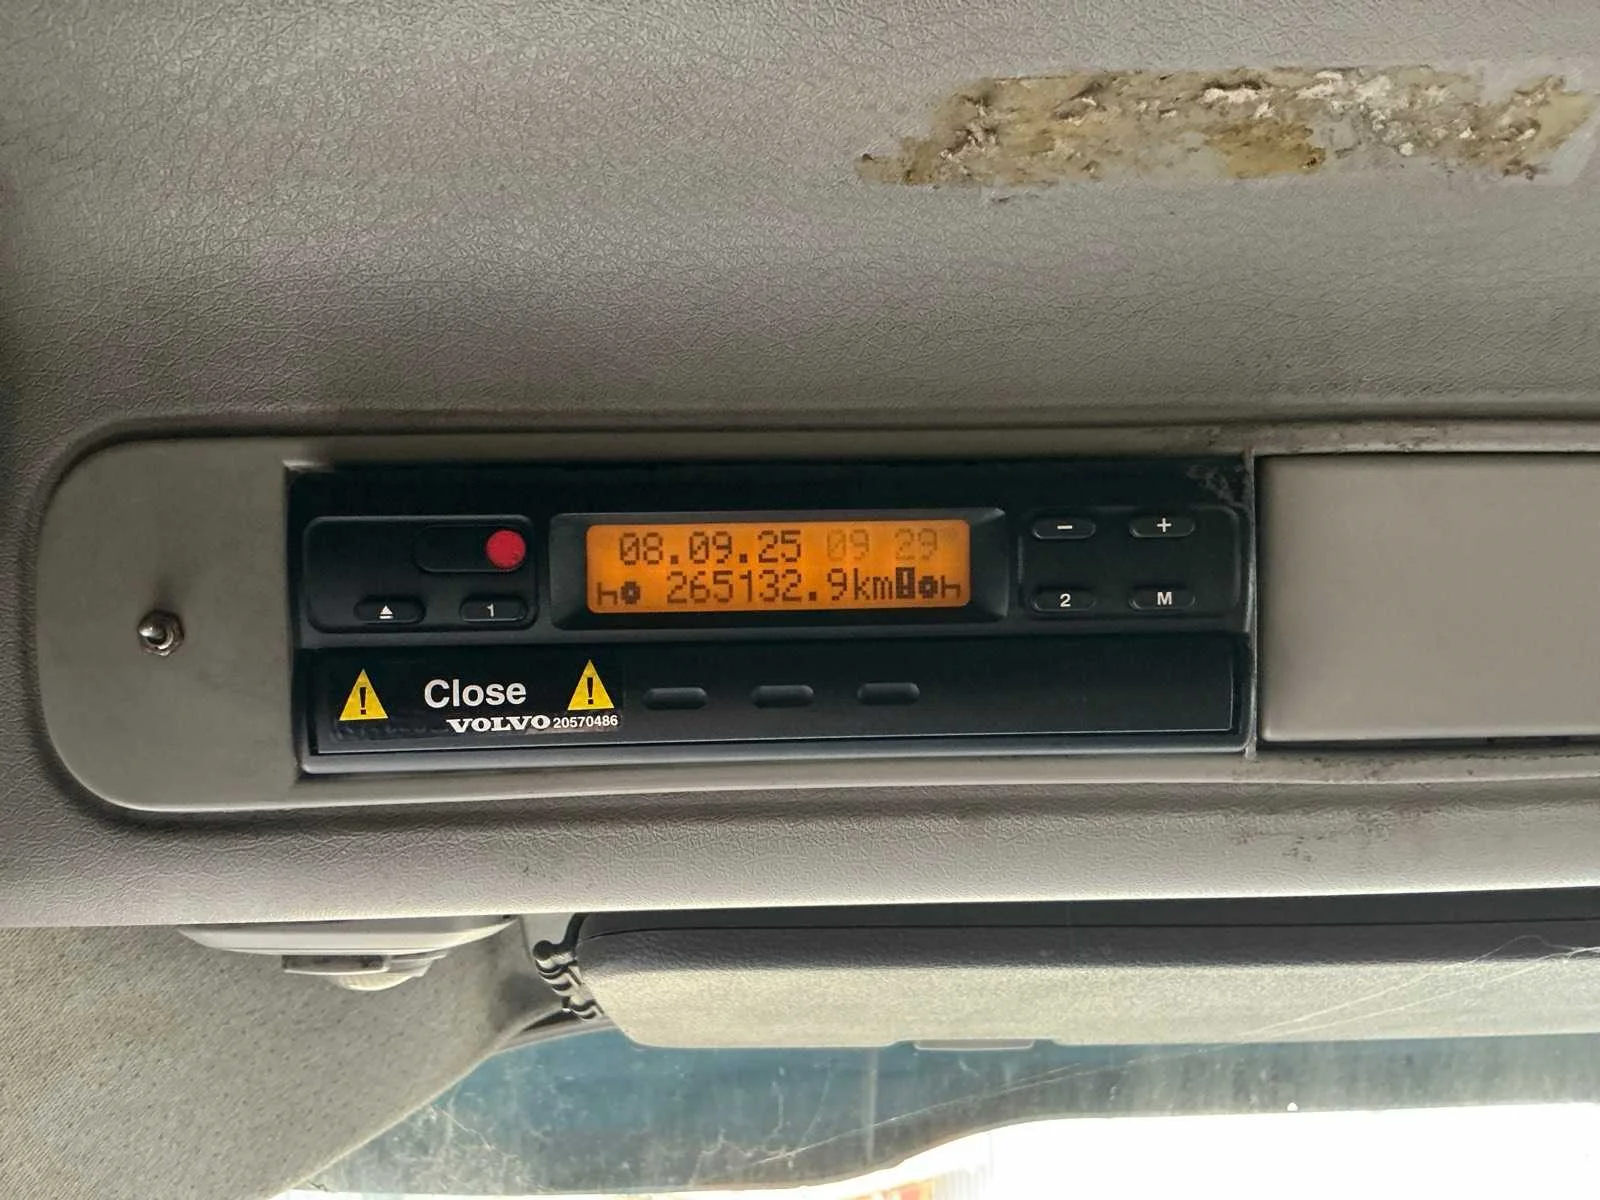 08.09.25 09 29
h 265132.9km h
1
- +
2 M
Close
VOLVO 20570486